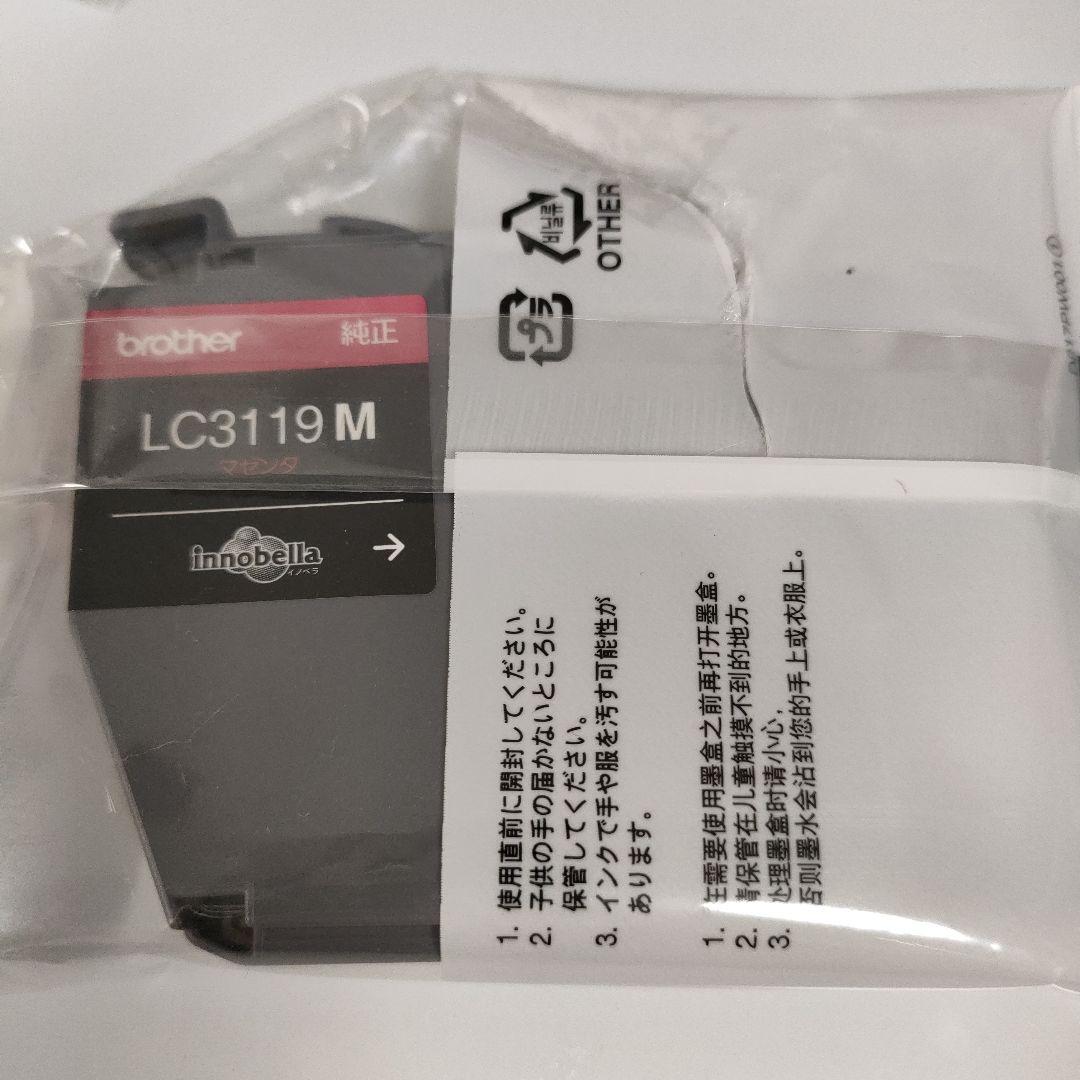 brother 純正
LC3119M
マゼンタ
innobella
イノベラ
→
비닐류
OTHER
プラ
1. 使用直前に開封してください。
2. 子供の手の届かないところに
保管してください。
3. インクで手や服を汚す可能性が
あります。
1. 在需要使用墨盒之前再打开墨盒。
2. 请保管在儿童触摸不到的地方。
3. 处理墨盒时请小心，
否则墨水会沾到您的手上或衣服上。